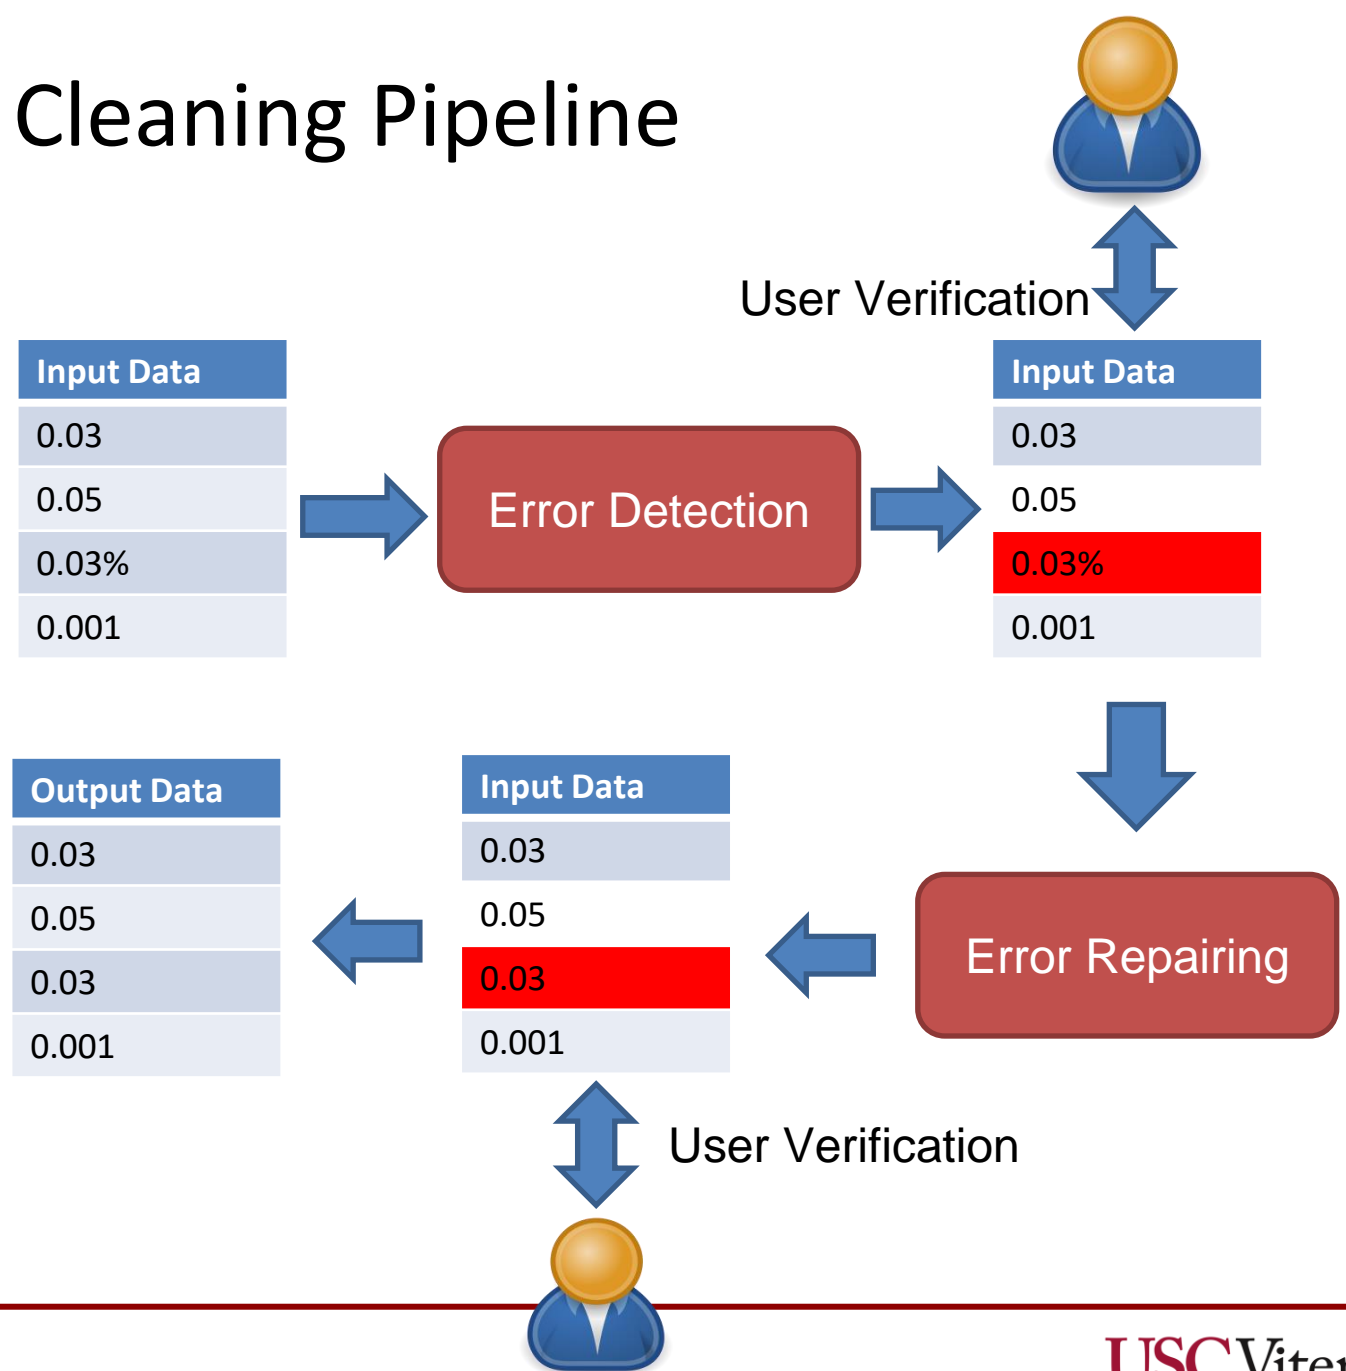 Cleaning Pipeline
User Verification
Input Data
0.03
0.05
0.03%
0.001
Error Detection
Input Data
0.03
0.05
0.03%
0.001
Error Repairing
Input Data
0.03
0.05
0.03
0.001
Output Data
0.03
0.05
0.03
0.001
User Verification
USC